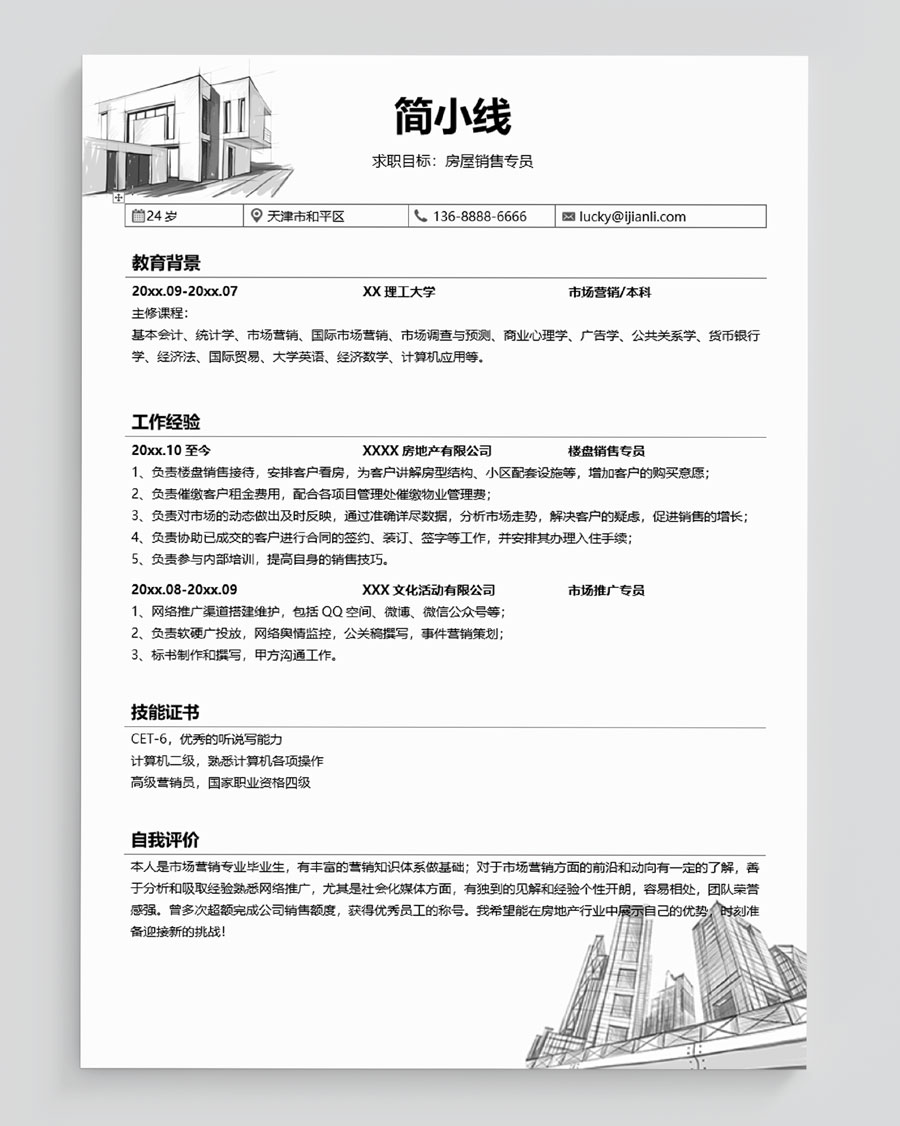 简小线
求职目标：房屋销售专员
24 岁 天津市和平区 136-8888-6666 lucky@ijianli.com
教育背景
20xx.09-20xx.07 XX 理工大学 市场营销/本科
主修课程：
基本会计、统计学、市场营销、国际市场营销、市场调查与预测、商业心理学、广告学、公共关系学、货币银行
学、经济法、国际贸易、大学英语、经济数学、计算机应用等。
工作经验
20xx.10 至今 XXXX 房地产有限公司 楼盘销售专员
1、负责楼盘销售接待，安排客户看房，为客户讲解房型结构、小区配套设施等，增加客户的购买意愿；
2、负责催缴客户租金费用，配合各项目管理处催缴物业管理费；
3、负责对市场的动态做出及时反映，通过准确详尽数据，分析市场走势，解决客户的疑虑，促进销售的增长；
4、负责协助已成交的客户进行合同的签约、装订、签字等工作，并安排其办理入住手续；
5、负责参与内部培训，提高自身的销售技巧。
20xx.08-20xx.09 XXX 文化活动有限公司 市场推广专员
1、网络推广渠道搭建维护，包括 QQ 空间、微博、微信公众号等；
2、负责软硬广投放，网络舆情监控，公关稿撰写，事件营销策划；
3、标书制作和撰写，甲方沟通工作。
技能证书
CET-6，优秀的听说写能力
计算机二级，熟悉计算机各项操作
高级营销员，国家职业资格四级
自我评价
本人是市场营销专业毕业生，有丰富的营销知识体系做基础；对于市场营销方面的前沿和动向有一定的了解，善
于分析和吸取经验熟悉网络推广，尤其是社会化媒体方面，有独到的见解和经验个性开朗，容易相处，团队荣誉
感强。曾多次超额完成公司销售额度，获得优秀员工的称号。我希望能在房地产行业中展示自己的优势，时刻准
备迎接新的挑战！